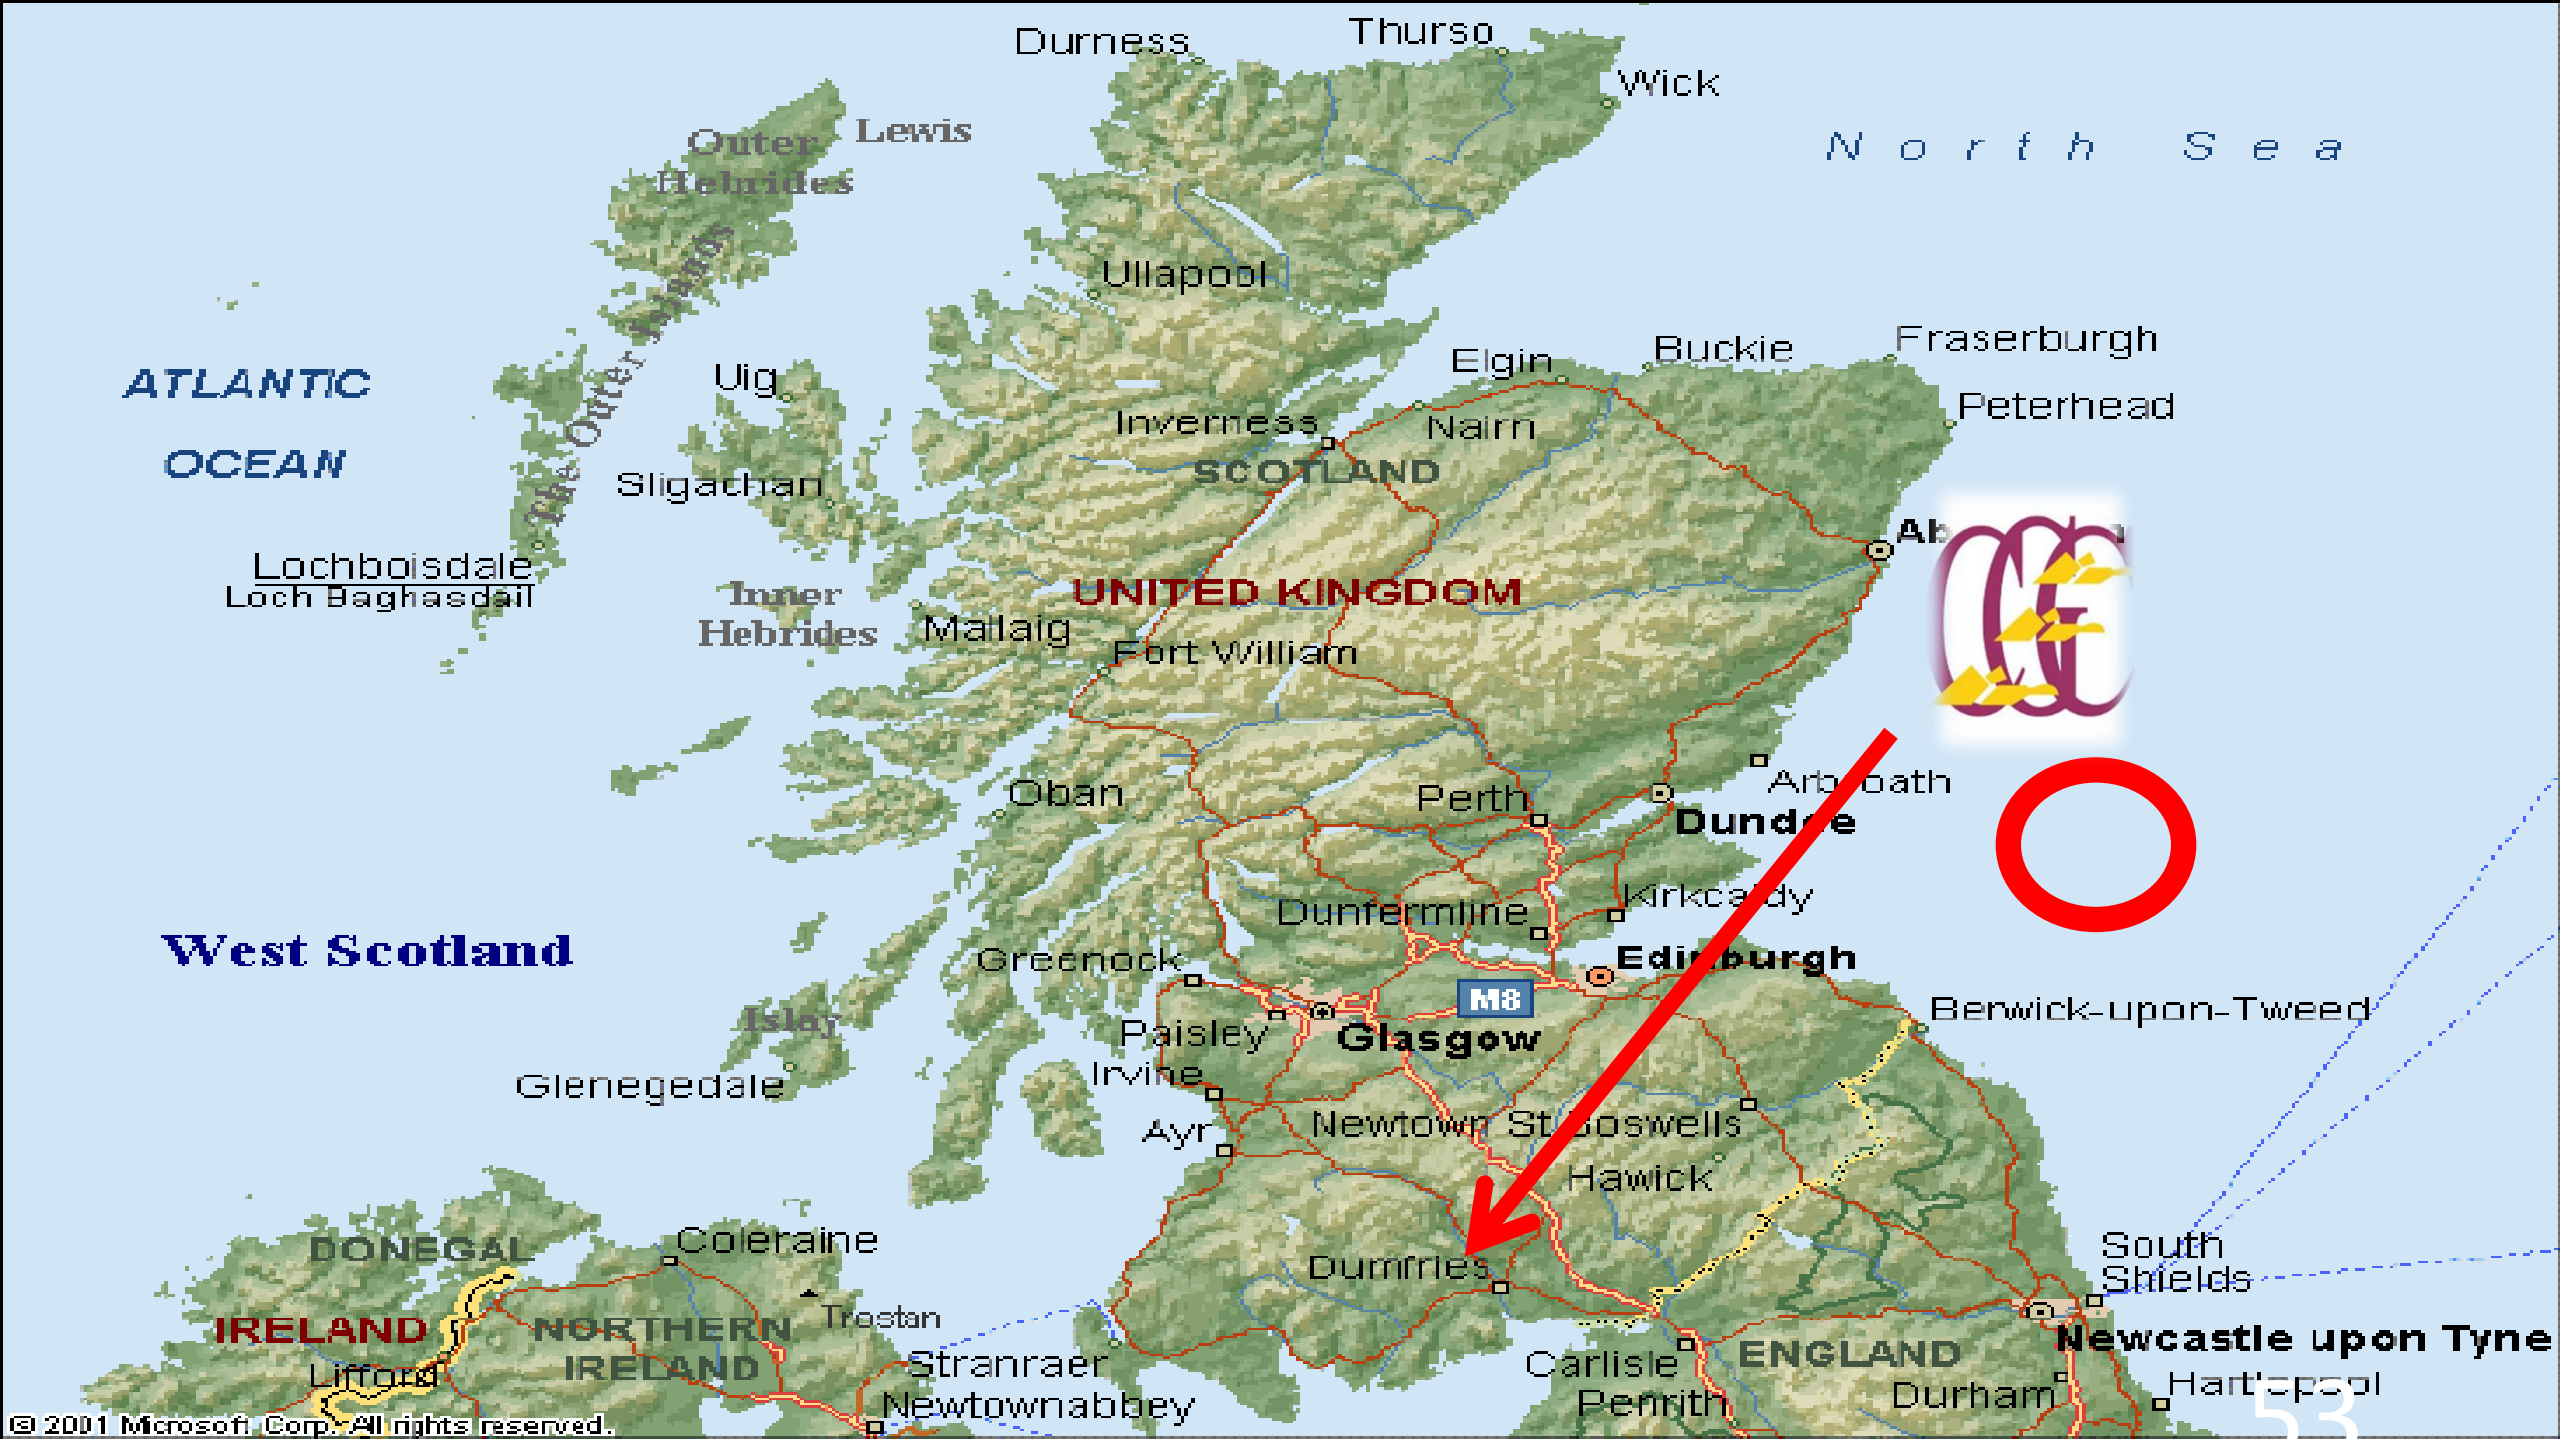 Durness
Thurso
Wick
Lewis
Outer
Hebrides
North Sea
The Outer Islands
Ullapool
Fraserburgh
Buckie
Elgin
Uig
ATLANTIC
OCEAN
Peterhead
Inverness
Nairn
SCOTLAND
Sligachan
Ab
Lochboisdale
Loch Baghasdail
Inner
Hebrides
UNITED KINGDOM
Mallaig
Fort William
Oban
Perth
Arbroath
Dundee
Kirkcaldy
Dunfermline
West Scotland
Greenock
Edinburgh
M8
Berwick-upon-Tweed
Islay
Paisley
Glasgow
Irvine
Glenegedale
Ayr
Newtown St Boswells
Hawick
DONEGAL
Coleraine
Dumfries
South
Shields
Trostan
IRELAND
NORTHERN
IRELAND
Newcastle upon Tyne
Lifford
Stranraer
Carlisle
ENGLAND
Newtownabbey
Penrith
Durham
Hartlepool
53
© 2001 Microsoft Corp. All rights reserved.